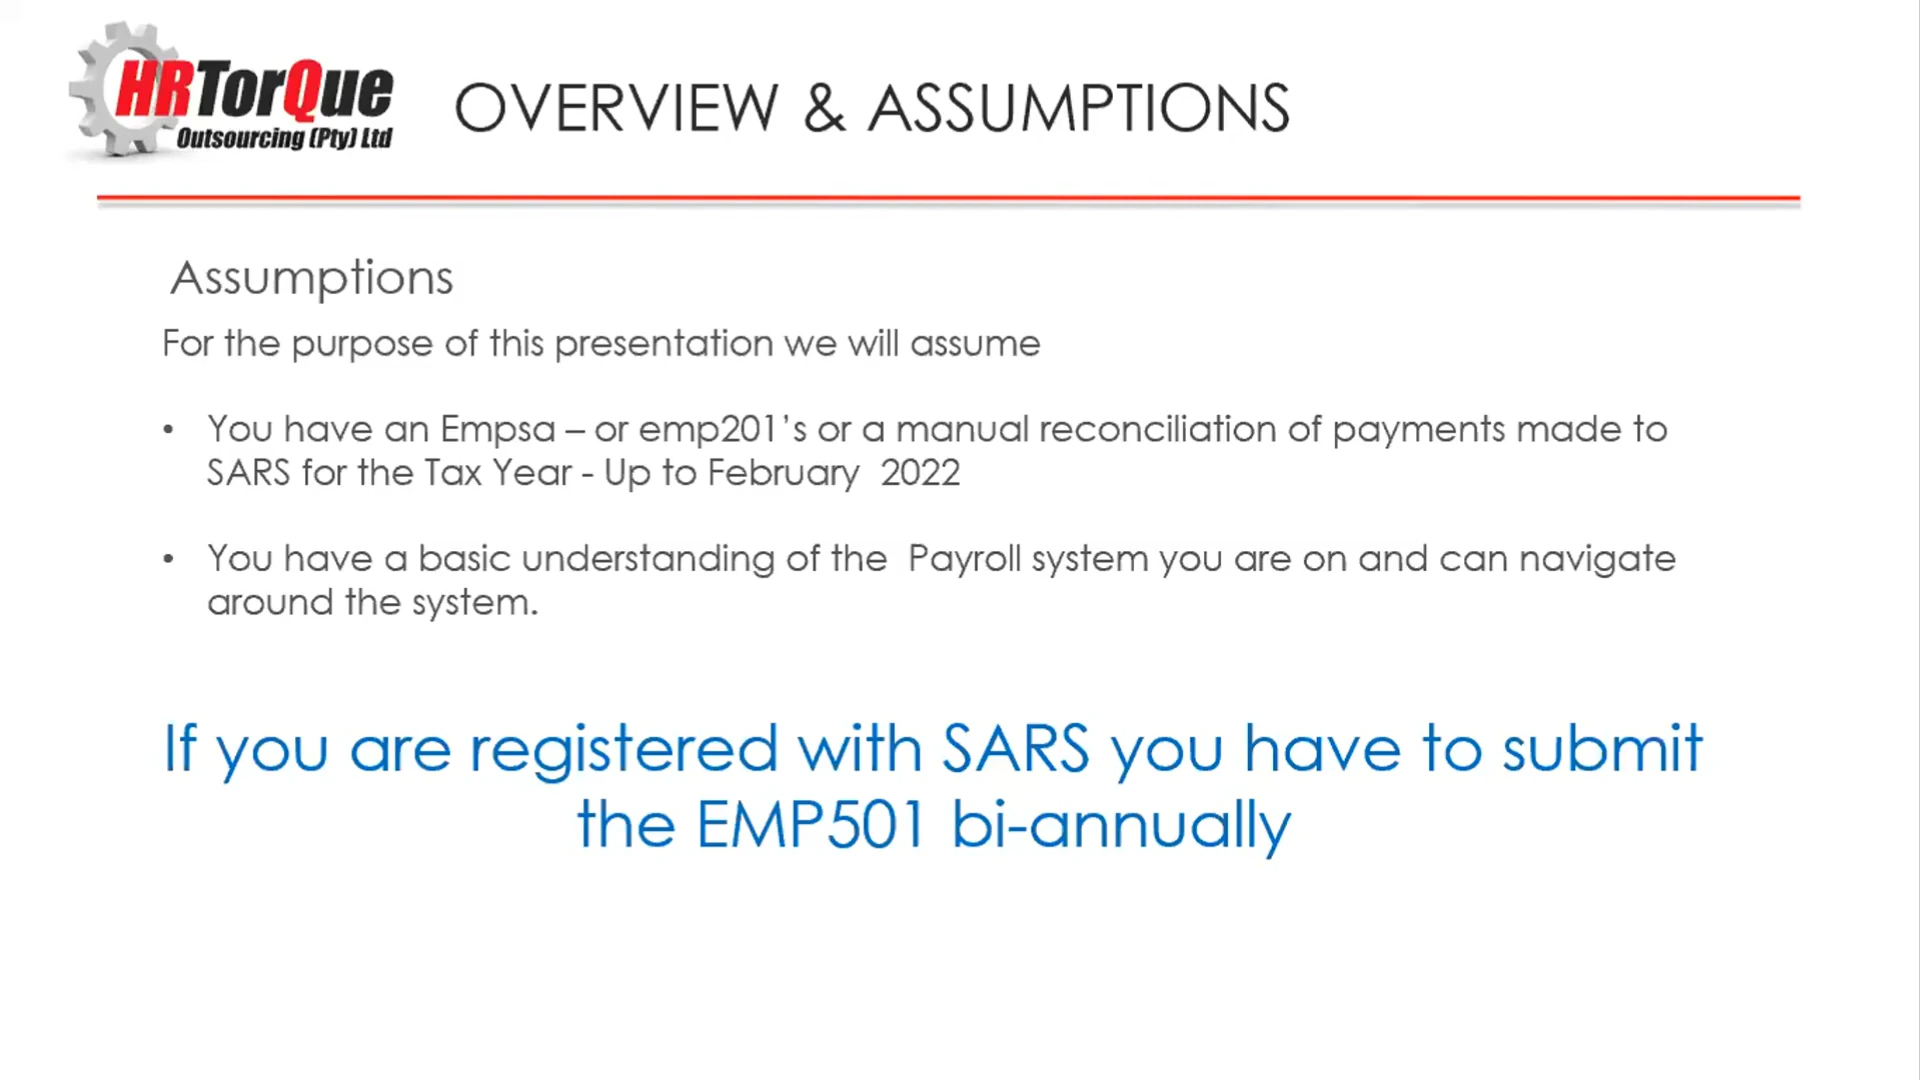 HRTorQue
Outsourcing (Pty) Ltd
OVERVIEW & ASSUMPTIONS
Assumptions
For the purpose of this presentation we will assume
• You have an Empsa – or emp201's or a manual reconciliation of payments made to
SARS for the Tax Year - Up to February 2022
• You have a basic understanding of the Payroll system you are on and can navigate
around the system.
If you are registered with SARS you have to submit
the EMP501 bi-annually